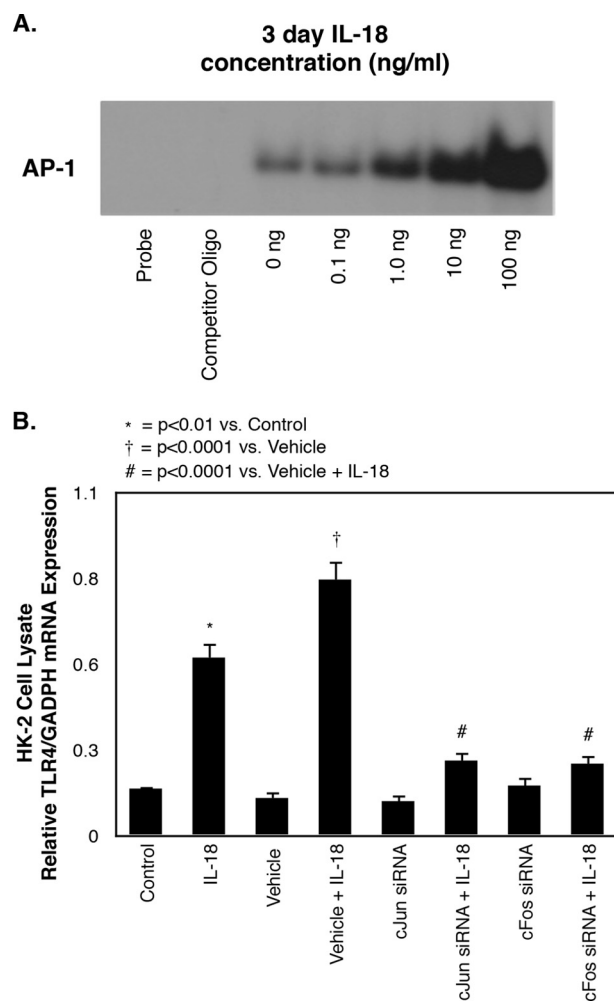 A.
3 day IL-18
concentration (ng/ml)
AP-1
Probe
Competitor Oligo
0 ng
0.1 ng
1.0 ng
10 ng
100 ng
B.
* = p<0.01 vs. Control
† = p<0.0001 vs. Vehicle
# = p<0.0001 vs. Vehicle + IL-18
HK-2 Cell Lysate
Relative TLR4/GADPH mRNA Expression
1.1
0.8
0.6
0.3
0
*
†
#
#
Control
IL-18
Vehicle
Vehicle + IL-18
cJun siRNA
cJun siRNA + IL-18
cFos siRNA
cFos siRNA + IL-18